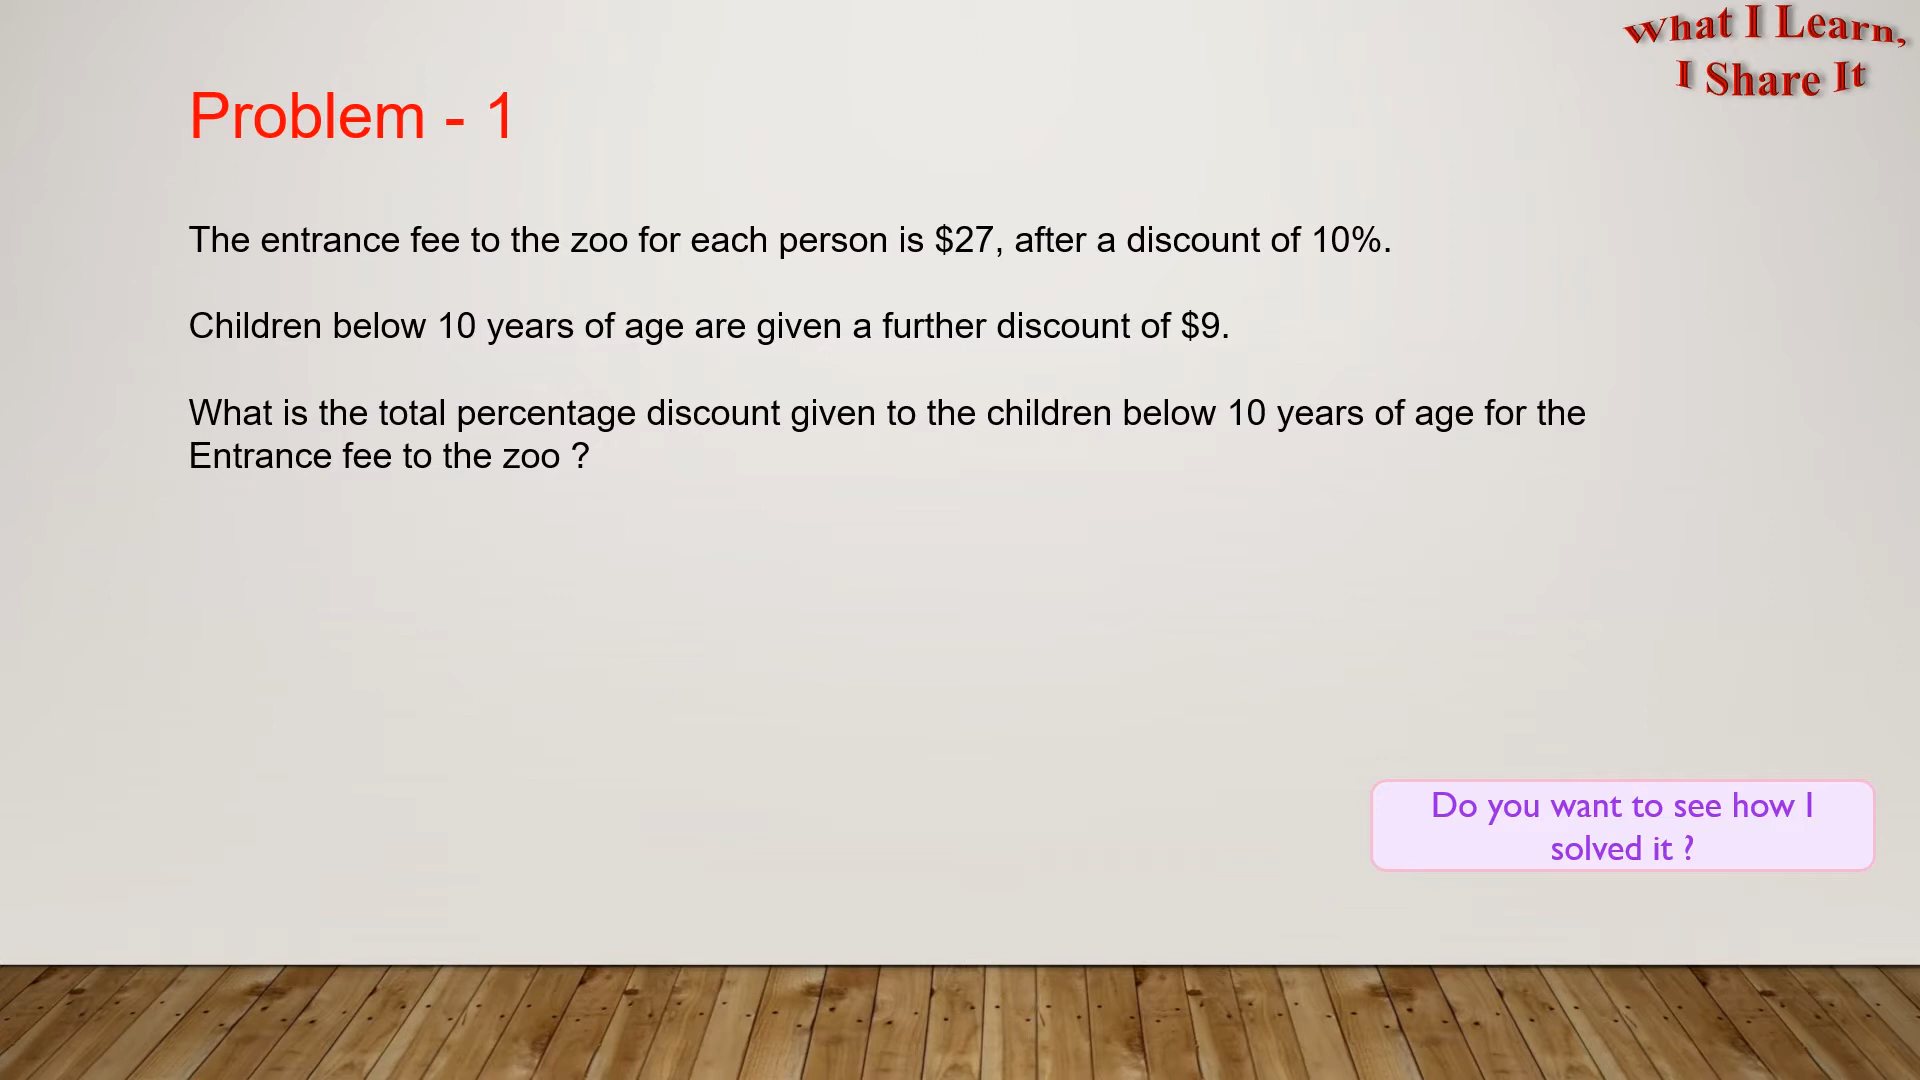 What I Learn,
I Share It
Problem - 1
The entrance fee to the zoo for each person is $27, after a discount of 10%.
Children below 10 years of age are given a further discount of $9.
What is the total percentage discount given to the children below 10 years of age for the
Entrance fee to the zoo ?
Do you want to see how I
solved it ?